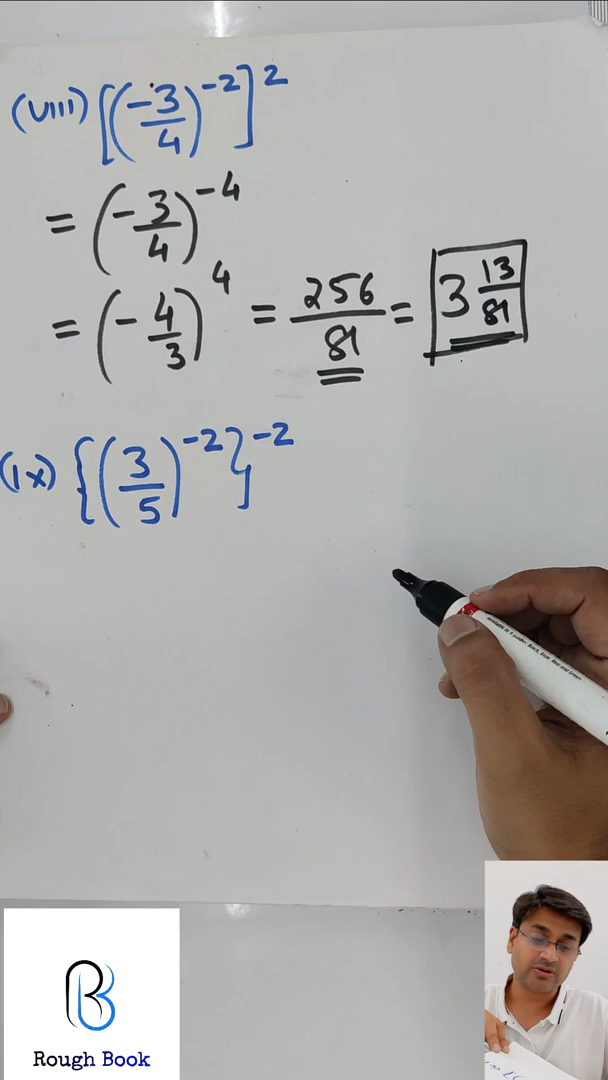 (viii) [(-3/4)^-2]^2
= (-3/4)^-4
= (-4/3)^4 = 256/81 = 3 13/81
(ix) {(3/5)^-2}^-2
Rough Book